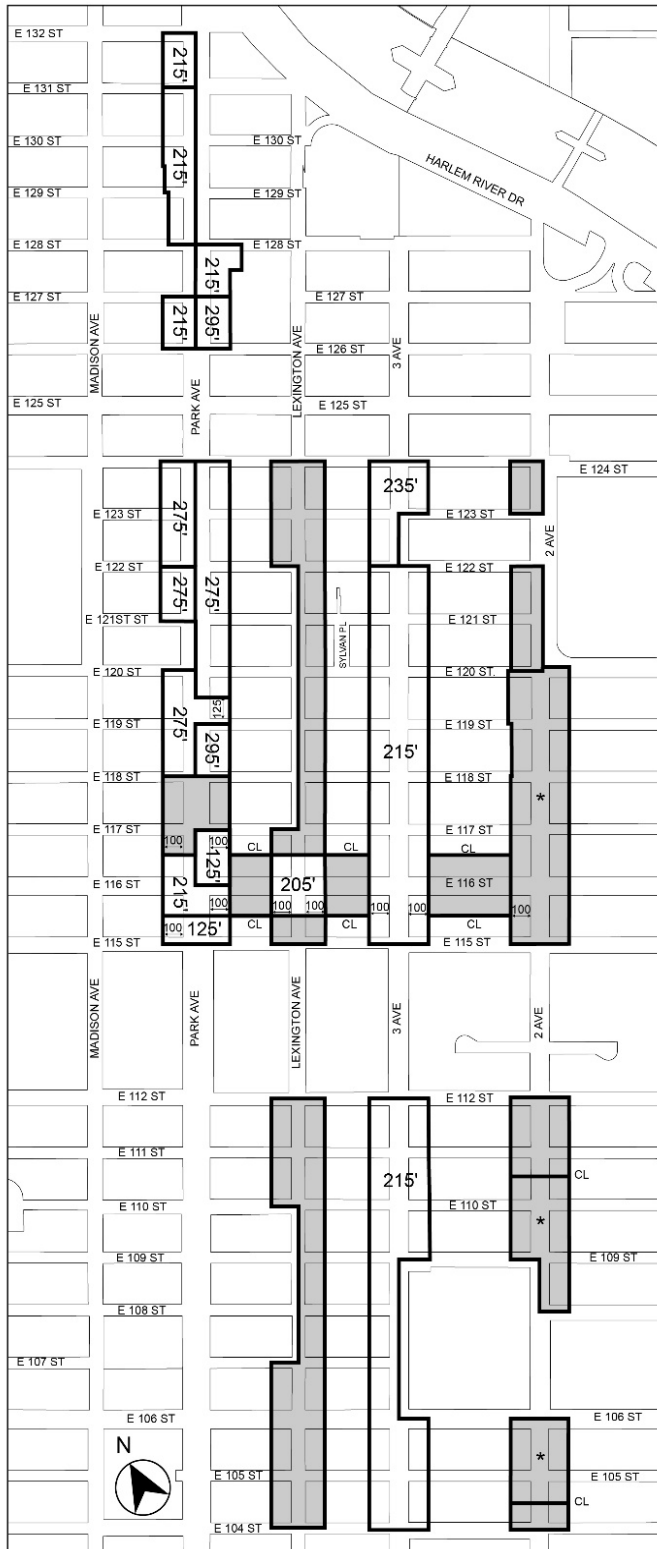 E 132 ST
215'
E 131 ST
E 130 ST
215'
E 130 ST
HARLEM RIVER DR
E 129 ST
E 129 ST
E 128 ST
E 128 ST
215'
E 127 ST
215'
295'
E 127 ST
MADISON AVE
PARK AVE
LEXINGTON AVE
3 AVE
E 126 ST
E 125 ST
E 125 ST
E 124 ST
235'
E 123 ST
275'
E 123 ST
2 AVE
E 122 ST
275'
275'
E 122 ST
E 121ST ST
SYLVAN PL
E 121 ST
E 120 ST
E 120 ST.
E 119 ST
275'
125
E 119 ST
295'
215'
E 118 ST
E 118 ST
*
E 117 ST
E 117 ST
100
100
CL
CL
CL
125'
E 116 ST
215'
205'
E 116 ST
100
100
100
100
100
100
100
125'
CL
CL
CL
E 115 ST
E 115 ST
MADISON AVE
PARK AVE
LEXINGTON AVE
3 AVE
2 AVE
E 112 ST
E 112 ST
E 111 ST
215'
CL
E 110 ST
E 110 ST
*
E 109 ST
E 109 ST
E 108 ST
E 107 ST
E 106 ST
E 106 ST
N
*
E 105 ST
E 105 ST
CL
E 104 ST